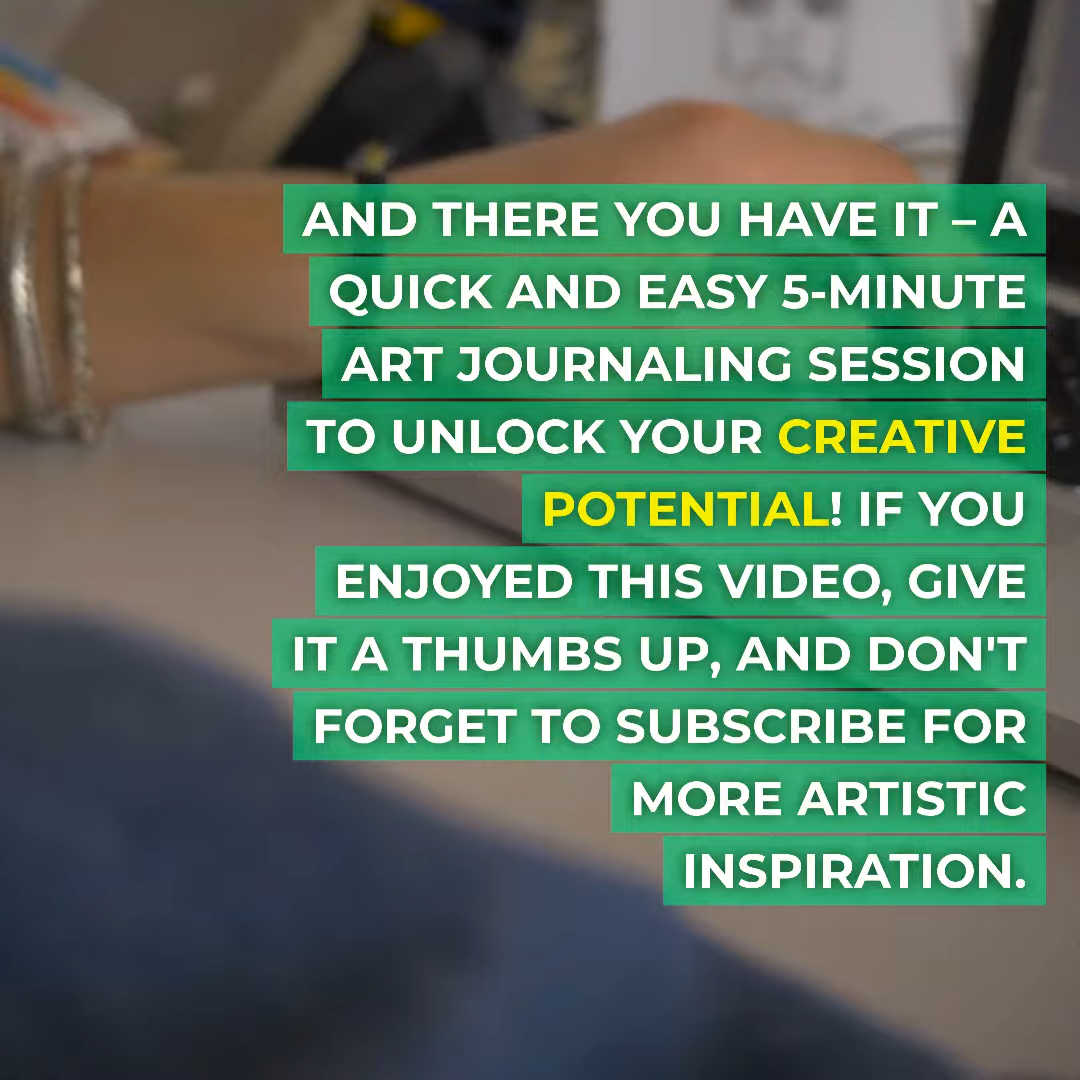 AND THERE YOU HAVE IT – A
QUICK AND EASY 5-MINUTE
ART JOURNALING SESSION
TO UNLOCK YOUR CREATIVE
POTENTIAL! IF YOU
ENJOYED THIS VIDEO, GIVE
IT A THUMBS UP, AND DON'T
FORGET TO SUBSCRIBE FOR
MORE ARTISTIC
INSPIRATION.